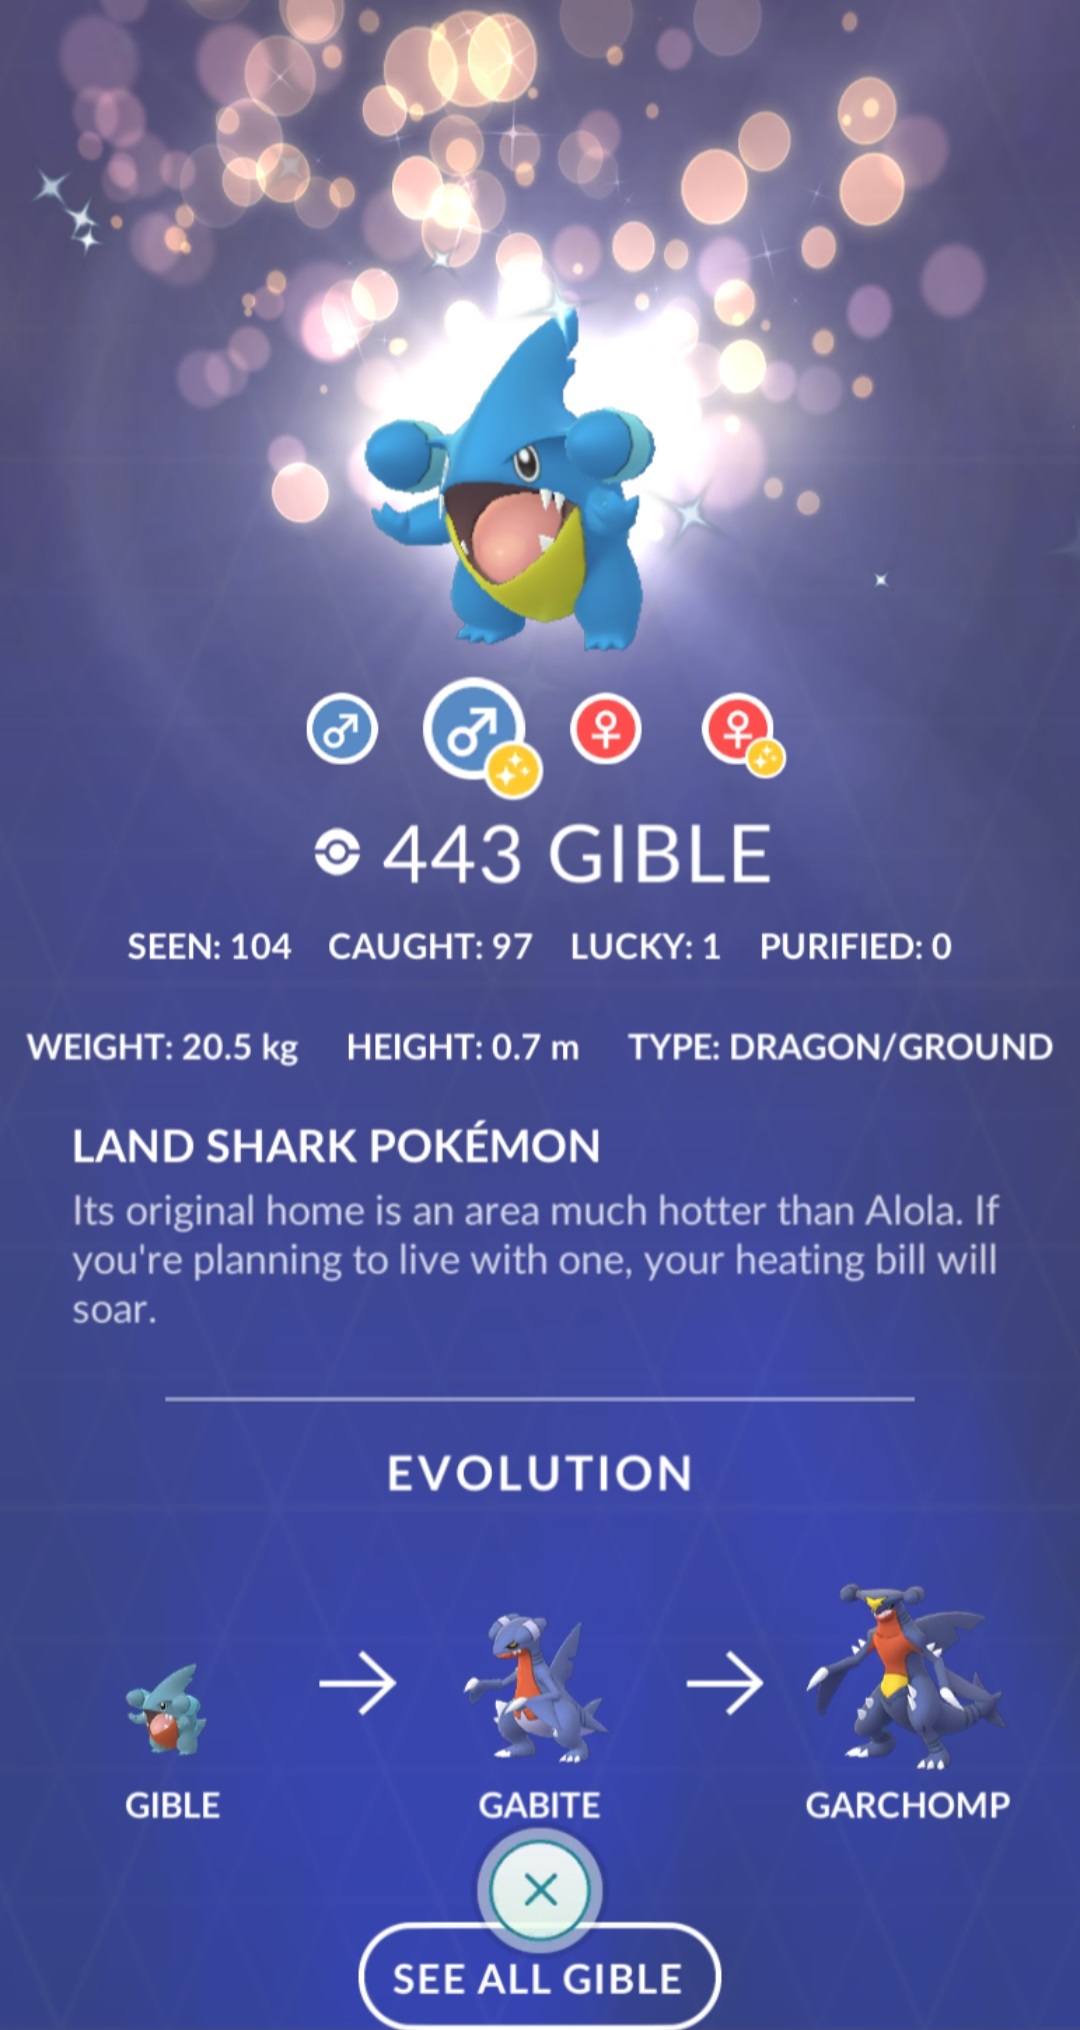 443 GIBLE
SEEN: 104 CAUGHT: 97 LUCKY: 1 PURIFIED: 0
WEIGHT: 20.5 kg HEIGHT: 0.7 m TYPE: DRAGON/GROUND
LAND SHARK POKÉMON
Its original home is an area much hotter than Alola. If
you're planning to live with one, your heating bill will
soar.
EVOLUTION
GIBLE GABITE GARCHOMP
SEE ALL GIBLE